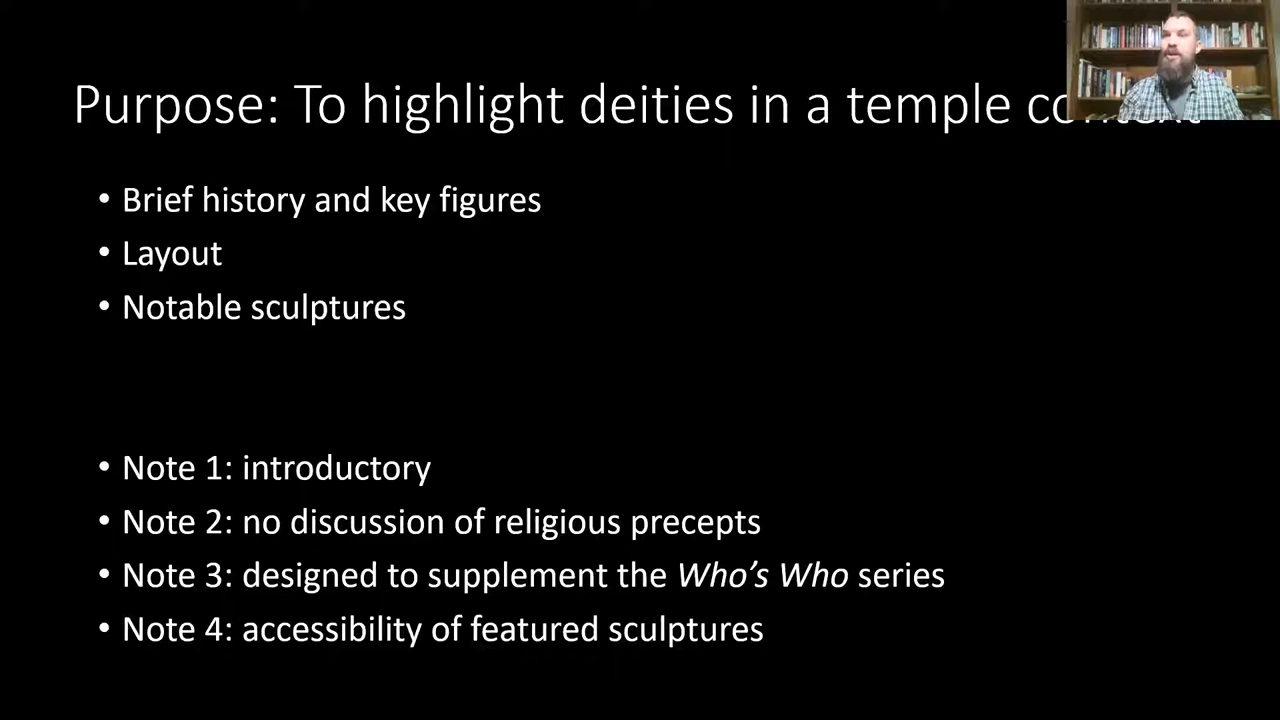 Purpose: To highlight deities in a temple
• Brief history and key figures
• Layout
• Notable sculptures
• Note 1: introductory
• Note 2: no discussion of religious precepts
• Note 3: designed to supplement the Who’s Who series
• Note 4: accessibility of featured sculptures